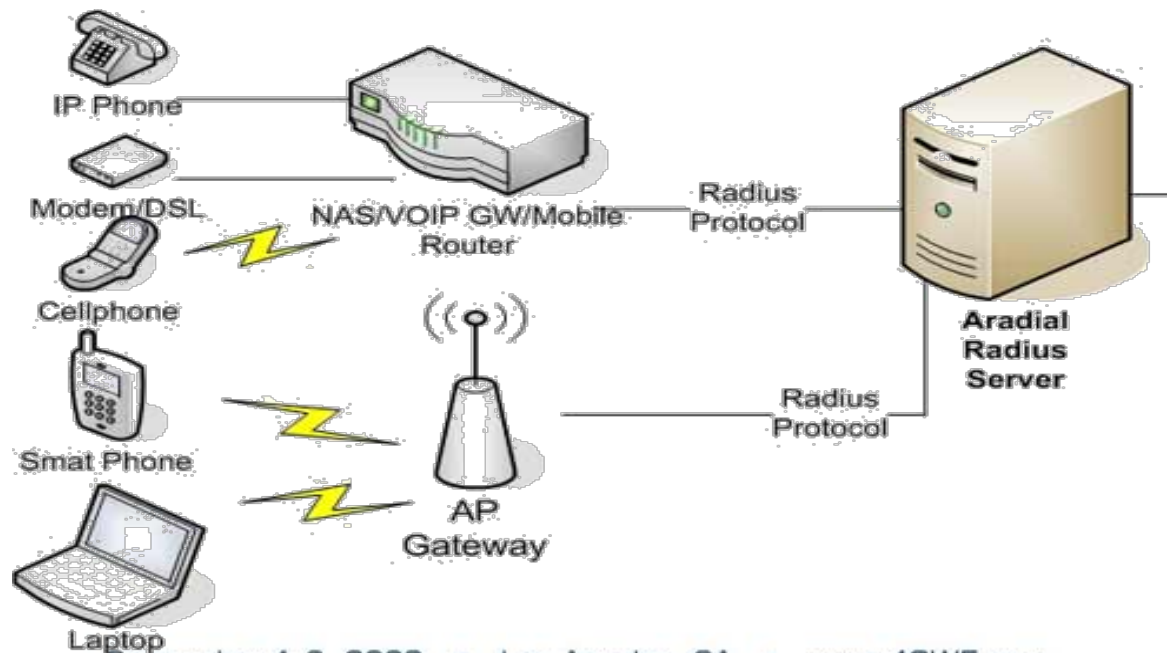 IP Phone
Modem/DSL
Cellphone
Smat Phone
Laptop
NAS/VOIP GW/Mobile
Router
AP
Gateway
Radius
Protocol
Radius
Protocol
Aradial
Radius
Server